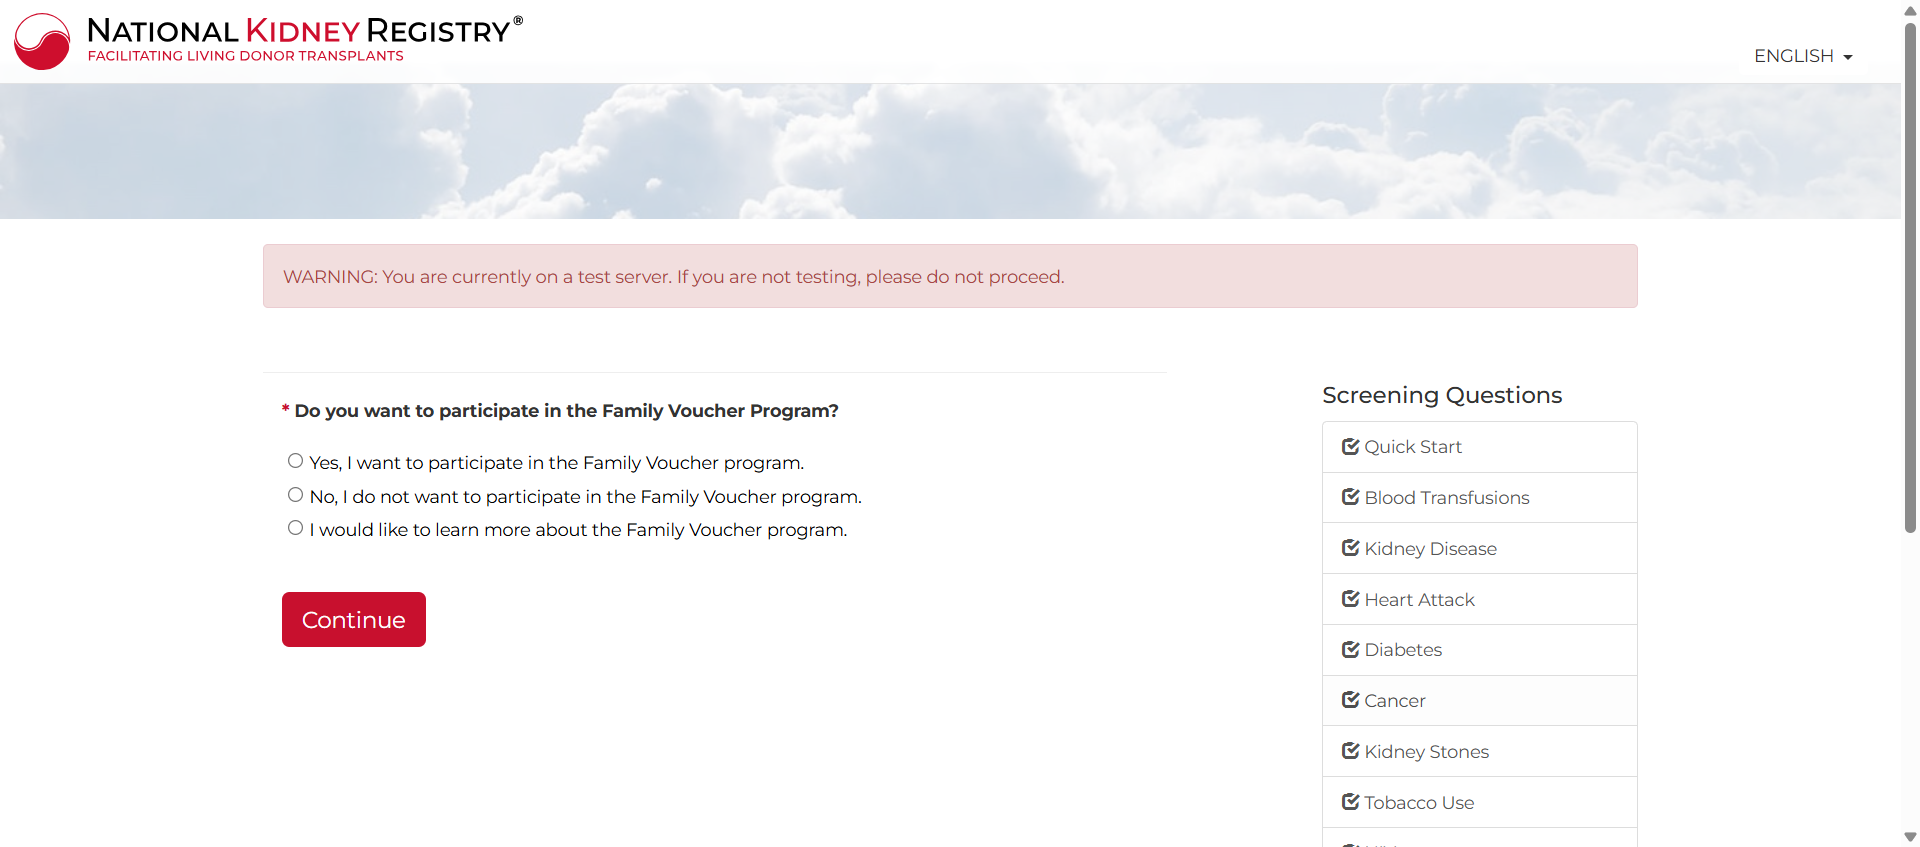 NATIONAL KIDNEY REGISTRY®
FACILITATING LIVING DONOR TRANSPLANTS
ENGLISH
WARNING: You are currently on a test server. If you are not testing, please do not proceed.
* Do you want to participate in the Family Voucher Program?
Yes, I want to participate in the Family Voucher program.
No, I do not want to participate in the Family Voucher program.
I would like to learn more about the Family Voucher program.
Continue
Screening Questions
Quick Start
Blood Transfusions
Kidney Disease
Heart Attack
Diabetes
Cancer
Kidney Stones
Tobacco Use